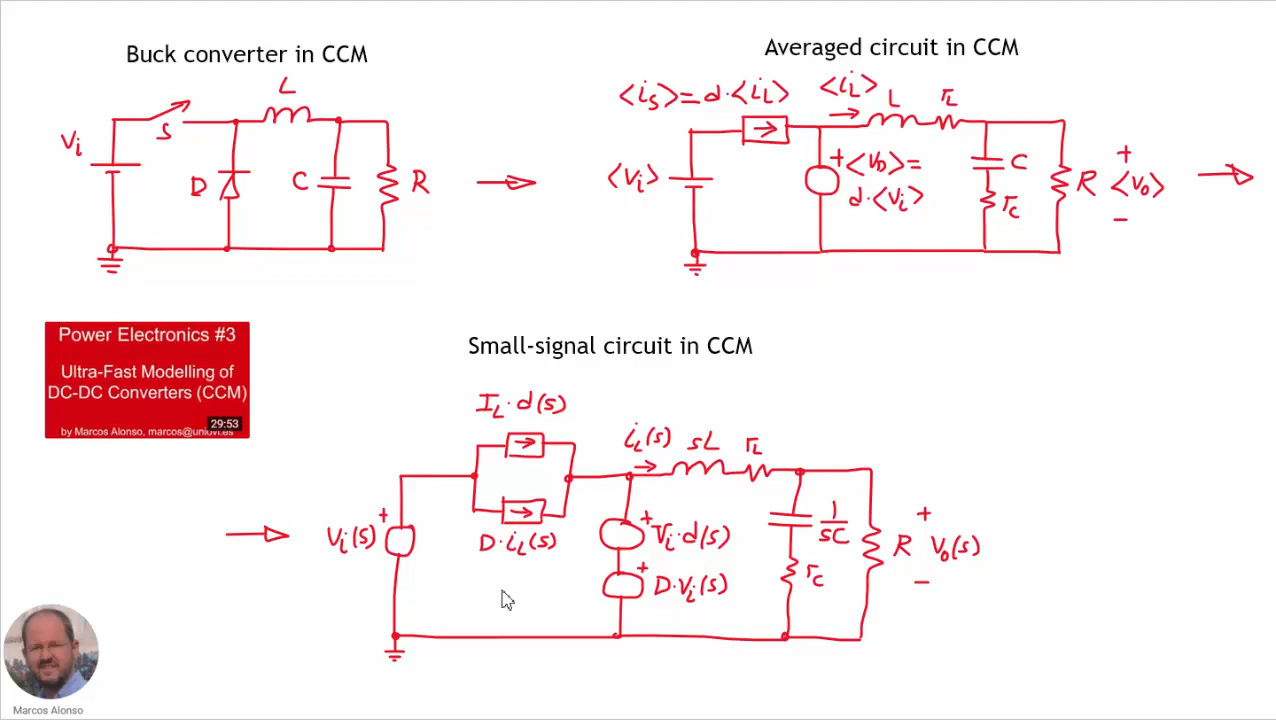 Buck converter in CCM
Averaged circuit in CCM
L
Vi
S
D
C
R
<is>=d·<iL>
<iL>
L
rL
<vi>
+ <vD>=
d·<vi>
C
rC
R
+
<vo>
−
Power Electronics #3
Ultra-Fast Modelling of
DC-DC Converters (CCM)
29:53
by Marcos Alonso, marcos@uniovi.es
Small-signal circuit in CCM
IL·d(s)
D·iL(s)
iL(s)
sL
rL
vi(s)
+
+
Vi·d(s)
+
D·vi(s)
1/sC
rC
R
+
vo(s)
−
Marcos Alonso